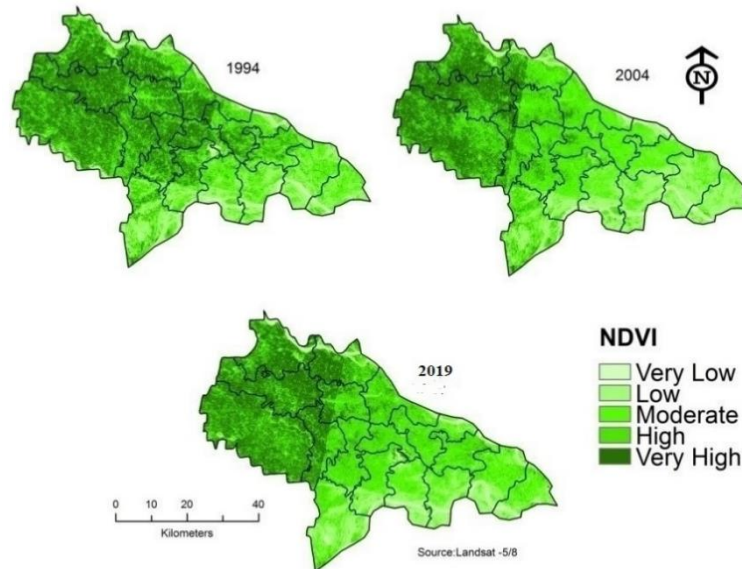 1994
2004
N
2019
NDVI
Very Low
Low
Moderate
High
Very High
0 10 20 40
Kilometers
Source:Landsat -5/8